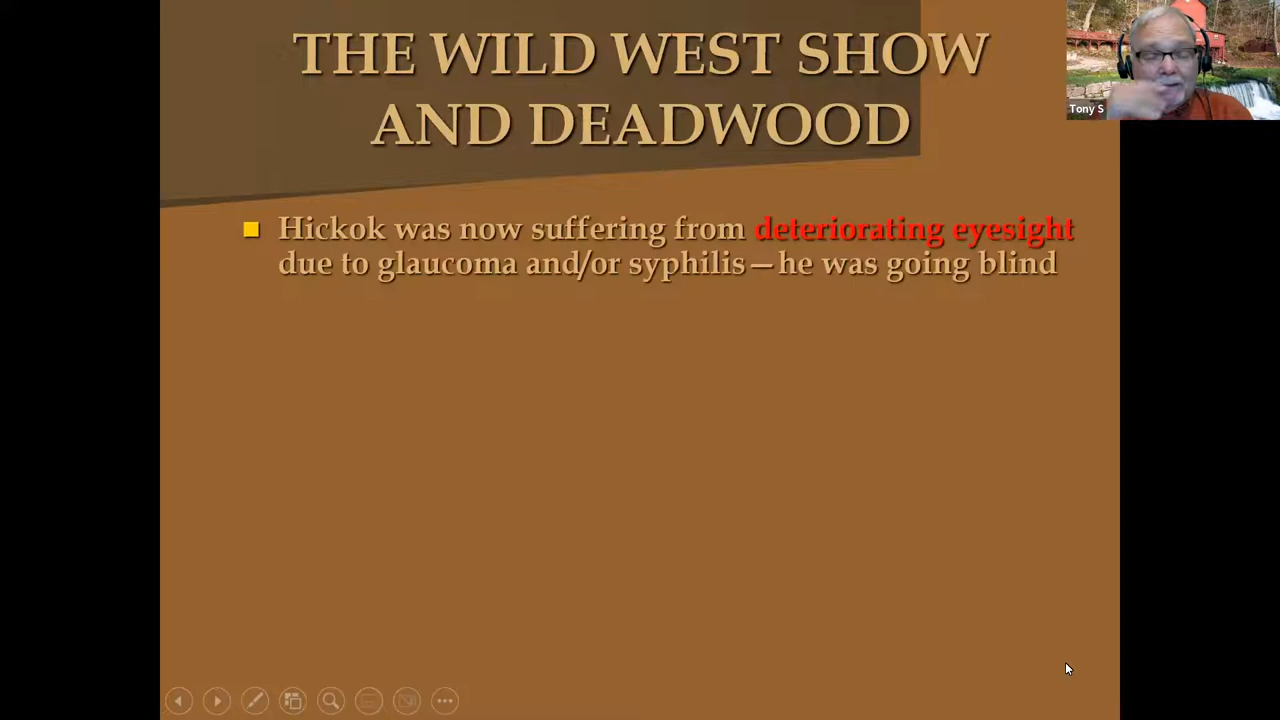 THE WILD WEST SHOW
AND DEADWOOD
Tony S
■ Hickok was now suffering from deteriorating eyesight
due to glaucoma and/or syphilis—he was going blind